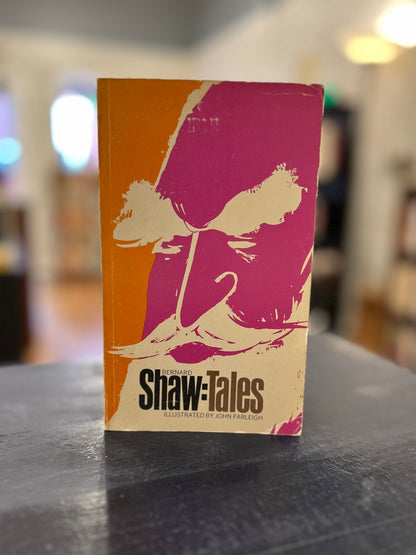 BERNARD
Shaw:Tales
ILLUSTRATED BY JOHN FARLEIGH